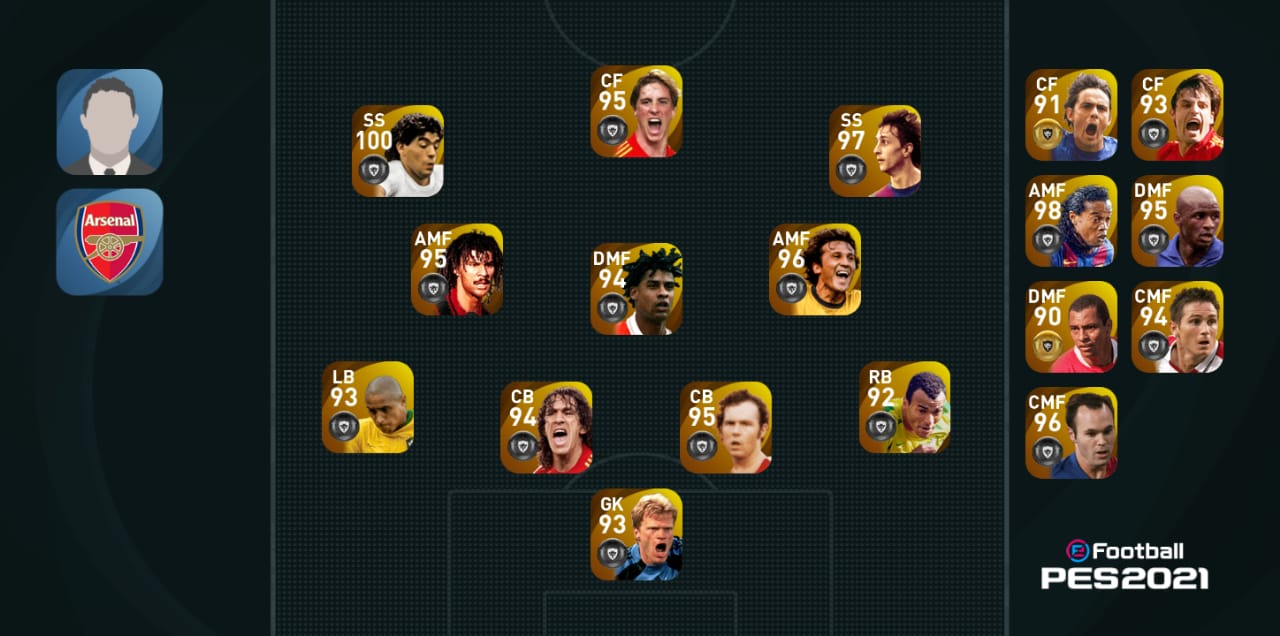 Arsenal
SS
100
CF
95
SS
97
AMF
95
DMF
94
AMF
96
LB
93
CB
94
CB
95
RB
92
GK
93
CF
91
CF
93
AMF
98
DMF
95
DMF
90
CMF
94
CMF
96
eFootball
PES2021